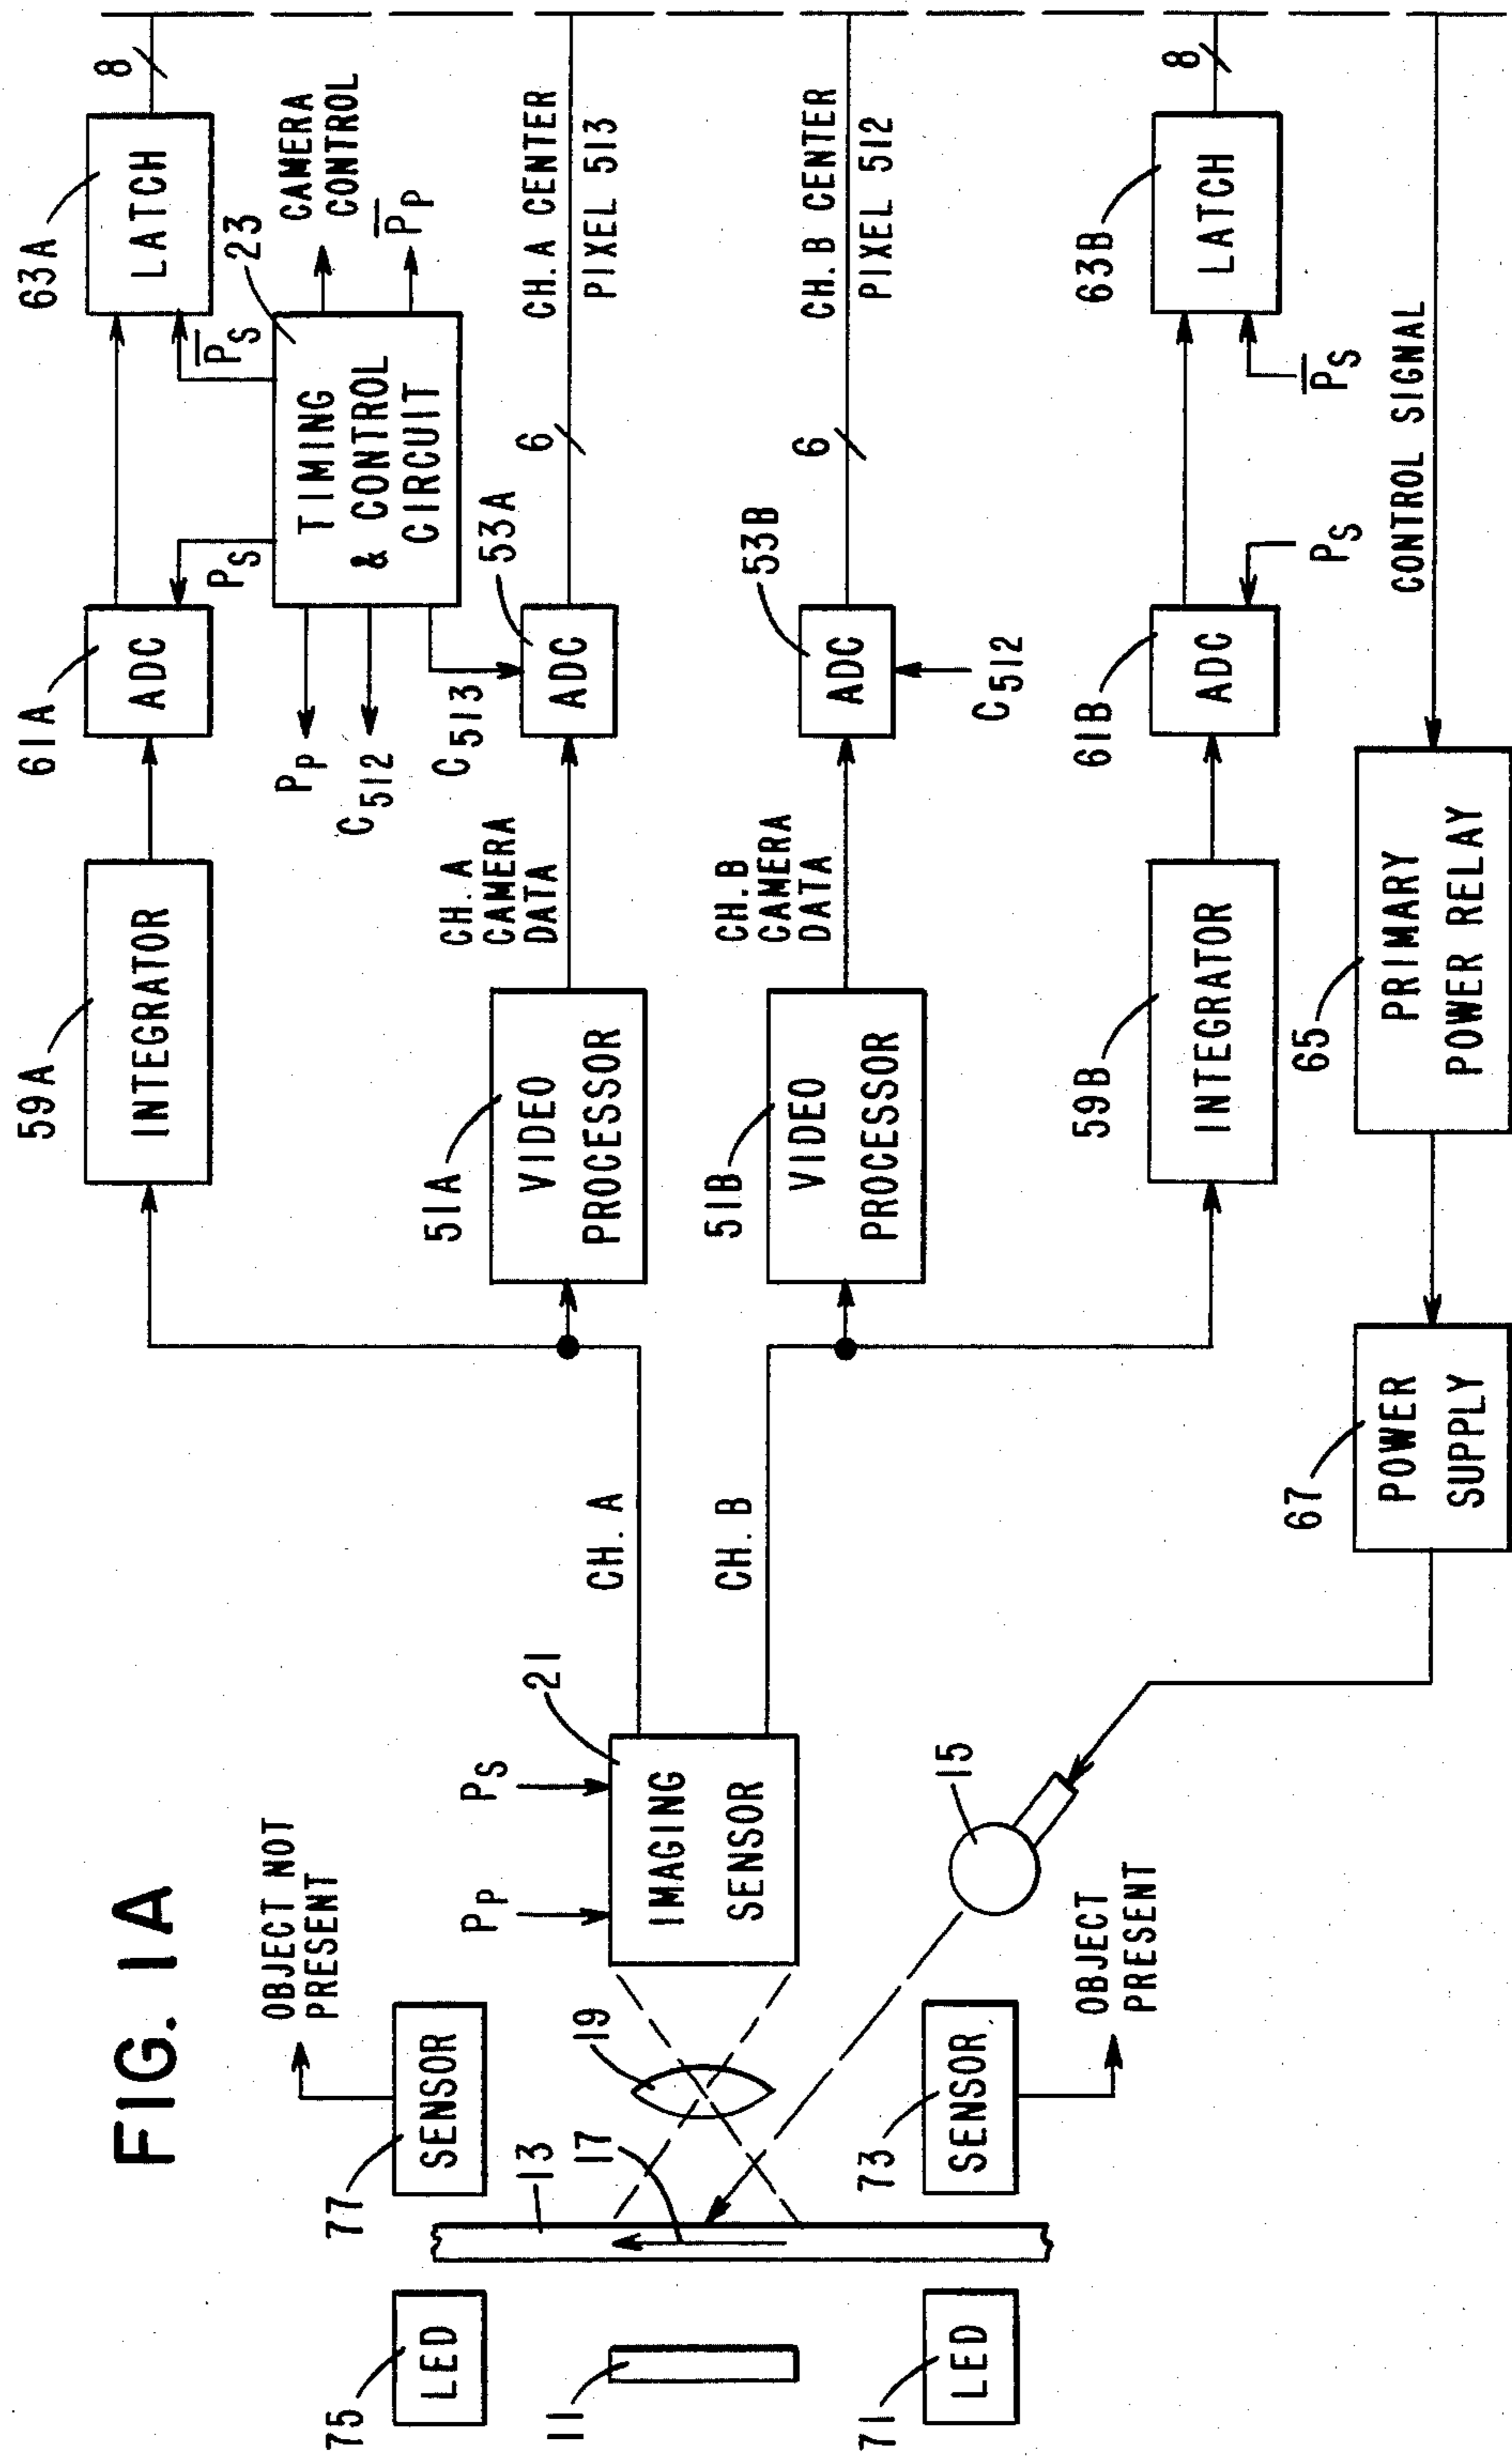 FIG. 11A
75
LED
77
SENSOR
OBJECT NOT
PRESENT
11
13
17
19
PP
PS
21
IMAGING
SENSOR
71
LED
73
SENSOR
OBJECT
PRESENT
15
CH. A
CH. B
59A
INTEGRATOR
61A
ADC
63A
LATCH
8
PS
P̅S
23
TIMING
& CONTROL
CIRCUIT
CAMERA
CONTROL
P̅P
PP
C512
C513
51A
VIDEO
PROCESSOR
CH. A
CAMERA
DATA
53A
ADC
6
CH. A CENTER
PIXEL 513
51B
VIDEO
PROCESSOR
CH. B
CAMERA
DATA
53B
ADC
C512
6
CH. B CENTER
PIXEL 512
59B
INTEGRATOR
61B
ADC
PS
63B
LATCH
P̅S
8
67
POWER
SUPPLY
65
PRIMARY
POWER RELAY
CONTROL SIGNAL